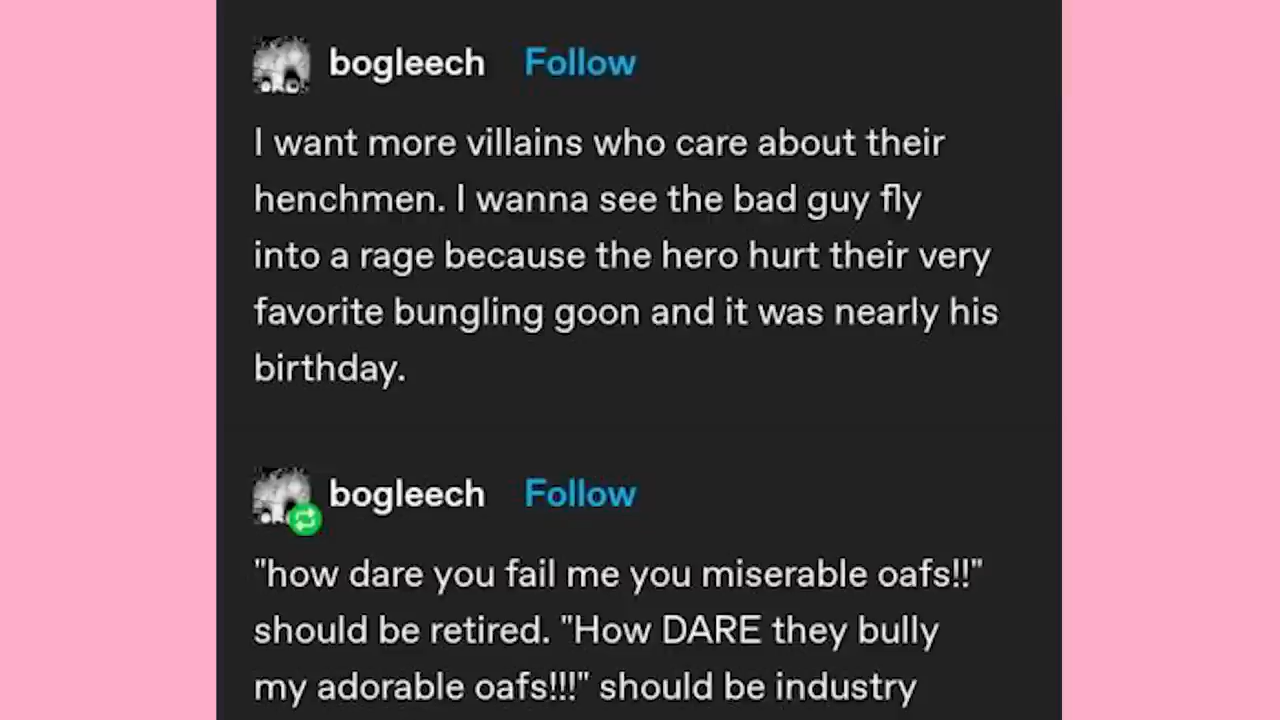 bogleech Follow
I want more villains who care about their
henchmen. I wanna see the bad guy fly
into a rage because the hero hurt their very
favorite bungling goon and it was nearly his
birthday.
bogleech Follow
"how dare you fail me you miserable oafs!!"
should be retired. "How DARE they bully
my adorable oafs!!!" should be industry